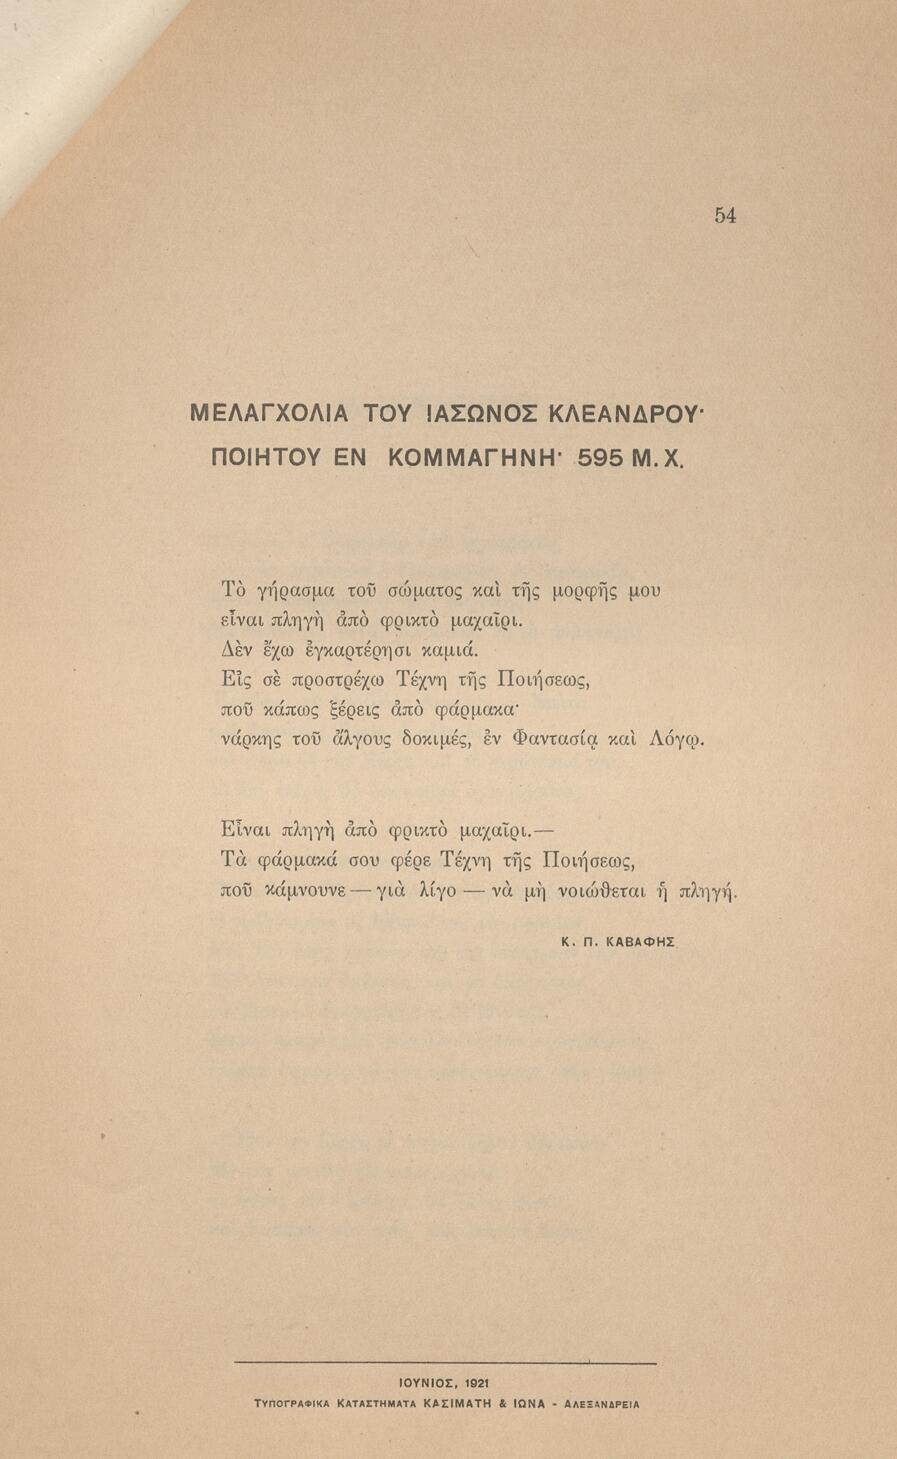 54
ΜΕΛΑΓΧΟΛΙΑ ΤΟΥ ΙΑΣΩΝΟΣ ΚΛΕΑΝΔΡΟΥ·
ΠΟΙΗΤΟΥ ΕΝ ΚΟΜΜΑΓΗΝΗ· 595 Μ.Χ.
Τὸ γήρασμα τοῦ σώματος καὶ τῆς μορφῆς μου
εἶναι πληγὴ ἀπὸ φρικτὸ μαχαῖρι.
Δὲν ἔχω ἐγκαρτέρησι καμιά.
Εἰς σὲ προστρέχω Τέχνη τῆς Ποιήσεως,
ποῦ κάπως ξέρεις ἀπὸ φάρμακα·
νάρκης τοῦ ἄλγους δοκιμές, ἐν Φαντασίᾳ καὶ Λόγῳ.
Εἶναι πληγὴ ἀπὸ φρικτὸ μαχαῖρι.—
Τὰ φάρμακά σου φέρε Τέχνη τῆς Ποιήσεως,
ποῦ κάμνουνε — γιὰ λίγο — νὰ μὴ νοιώθεται ἡ πληγή.
Κ. Π. ΚΑΒΑΦΗΣ
ΙΟΥΝΙΟΣ, 1921
ΤΥΠΟΓΡΑΦΙΚΑ ΚΑΤΑΣΤΗΜΑΤΑ ΚΑΣΙΜΑΤΗ & ΙΩΝΑ - ΑΛΕΞΑΝΔΡΕΙΑ